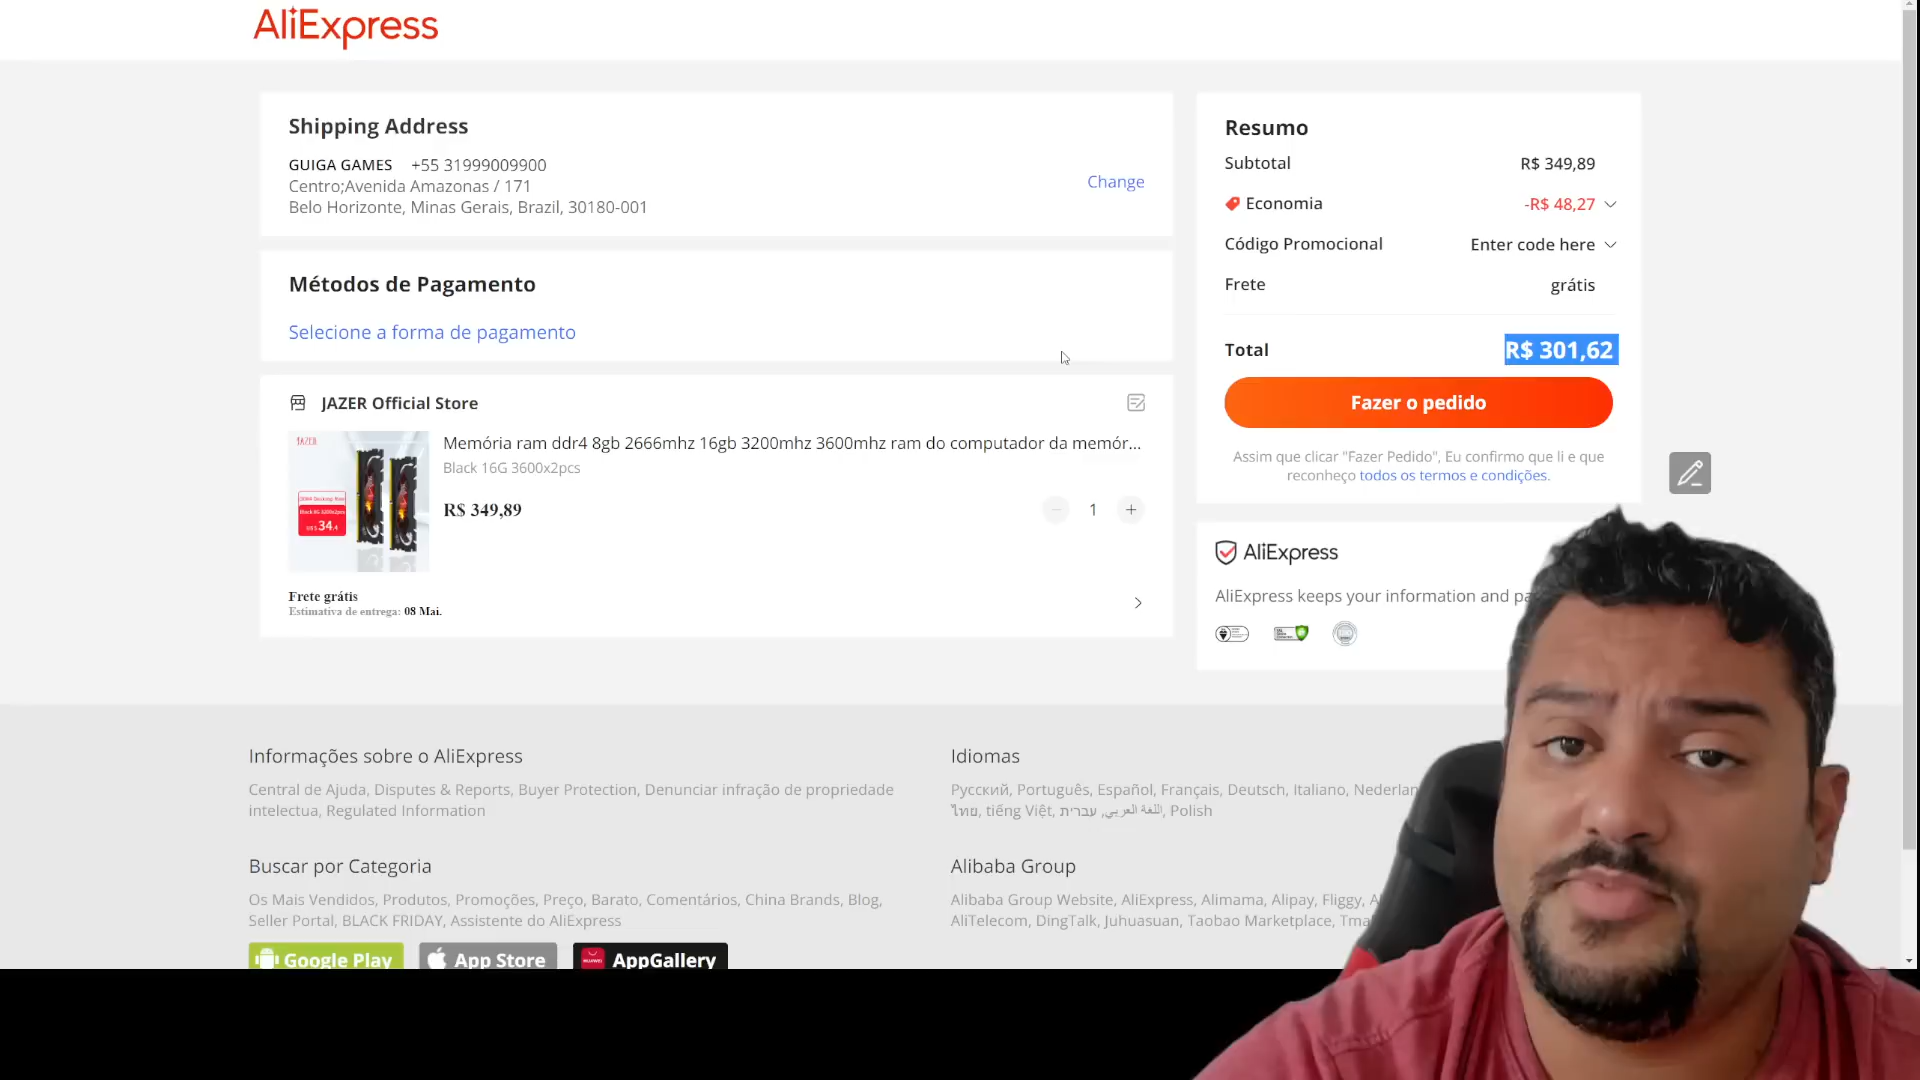 AliExpress
Shipping Address
GUIGA GAMES +55 31999009900
Centro;Avenida Amazonas / 171
Belo Horizonte, Minas Gerais, Brazil, 30180-001
Change
Métodos de Pagamento
Selecione a forma de pagamento
JAZER Official Store
JAZER
34
Memória ram ddr4 8gb 2666mhz 16gb 3200mhz 3600mhz ram do computador da memór...
Black 16G 3600x2pcs
R$ 349,89
1
Frete grátis
Estimativa de entrega: 08 Mai.
Resumo
Subtotal R$ 349,89
Economia -R$ 48,27
Código Promocional Enter code here
Frete grátis
Total R$ 301,62
Fazer o pedido
Assim que clicar "Fazer Pedido", Eu confirmo que li e que
reconheço todos os termos e condições.
AliExpress
AliExpress keeps your information and
Informações sobre o AliExpress
Central de Ajuda, Disputes & Reports, Buyer Protection, Denunciar infração de propriedade
intelectua, Regulated Information
Buscar por Categoria
Os Mais Vendidos, Produtos, Promoções, Preço, Barato, Comentários, China Brands, Blog,
Seller Portal, BLACK FRIDAY, Assistente do AliExpress
Google Play
App Store
AppGallery
Idiomas
Русский, Português, Español, Français, Deutsch, Italiano,
ไทย, tiếng Việt, اللغة العربي, עברית, Polish
Alibaba Group
Alibaba Group Website, AliExpress, Alimama, Alipay, Fliggy,
AliTelecom, DingTalk, Juhuasuan, Taobao Marketplace,